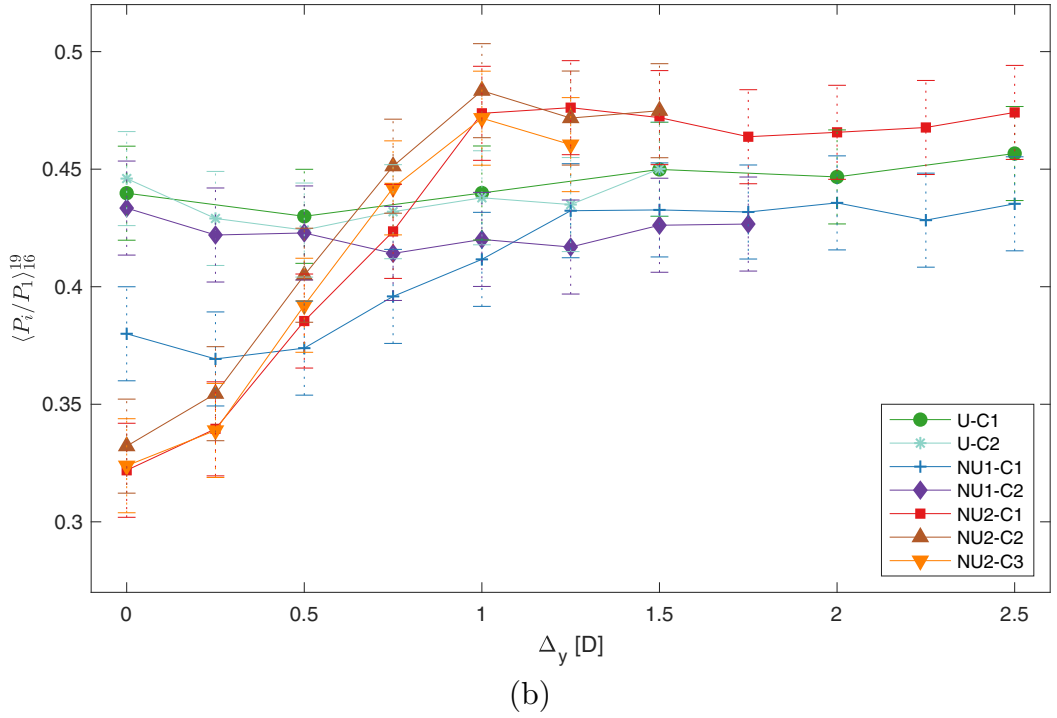 0.5
0.45
0.4
0.35
0.3
⟨P_i/P_1⟩_{16}^{19}
0 0.5 1 1.5 2 2.5
Δ_y [D]
U-C1
U-C2
NU1-C1
NU1-C2
NU2-C1
NU2-C2
NU2-C3
(b)